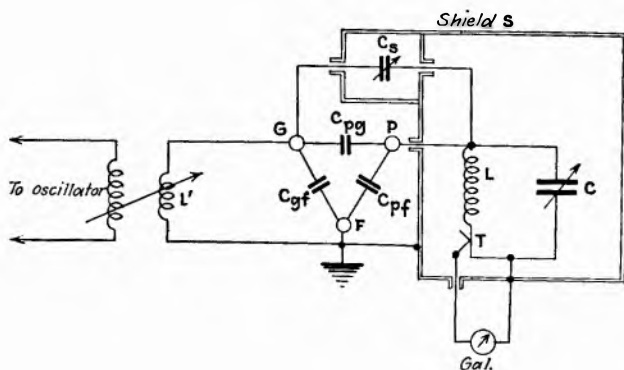 Shield S
Cs
G
Cpg
P
To oscillator
L'
Cgf
Cpf
F
L
C
T
Gal.